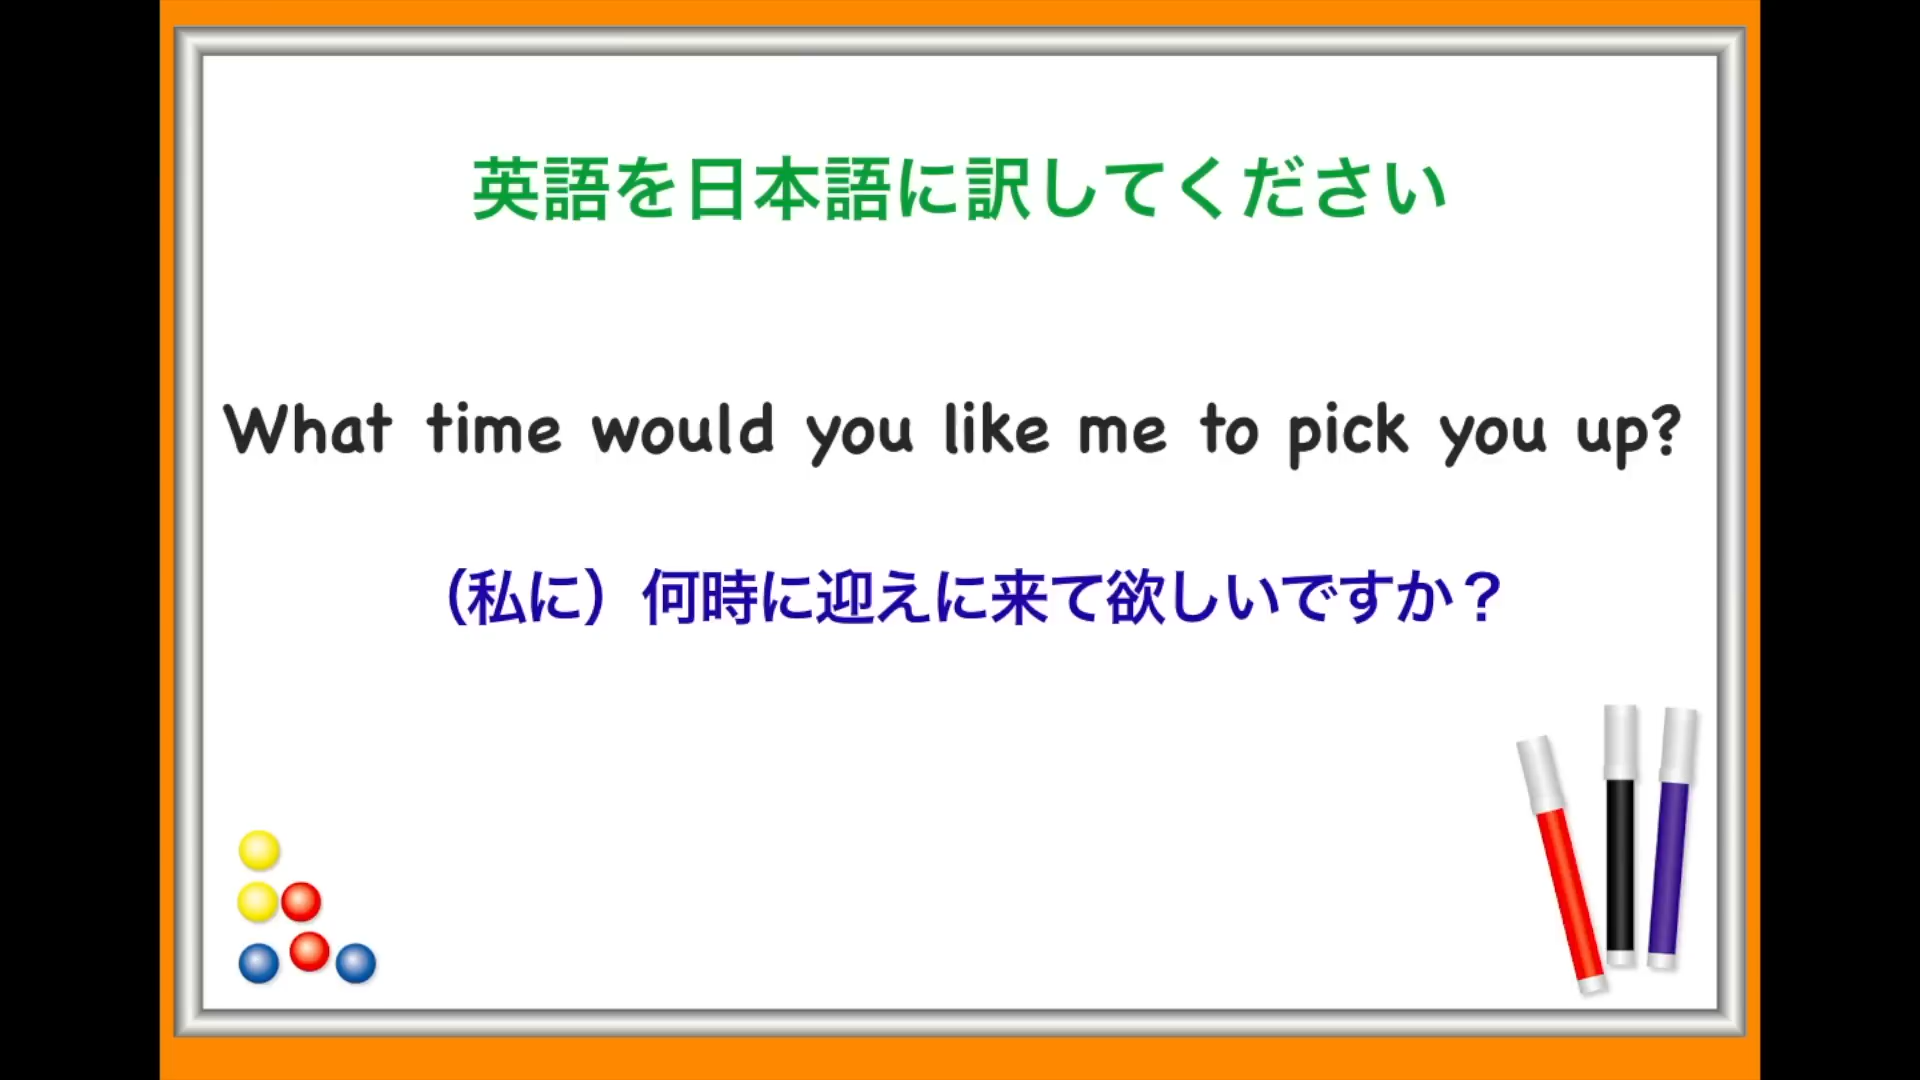 英語を日本語に訳してください
What time would you like me to pick you up?
（私に）何時に迎えに来て欲しいですか？